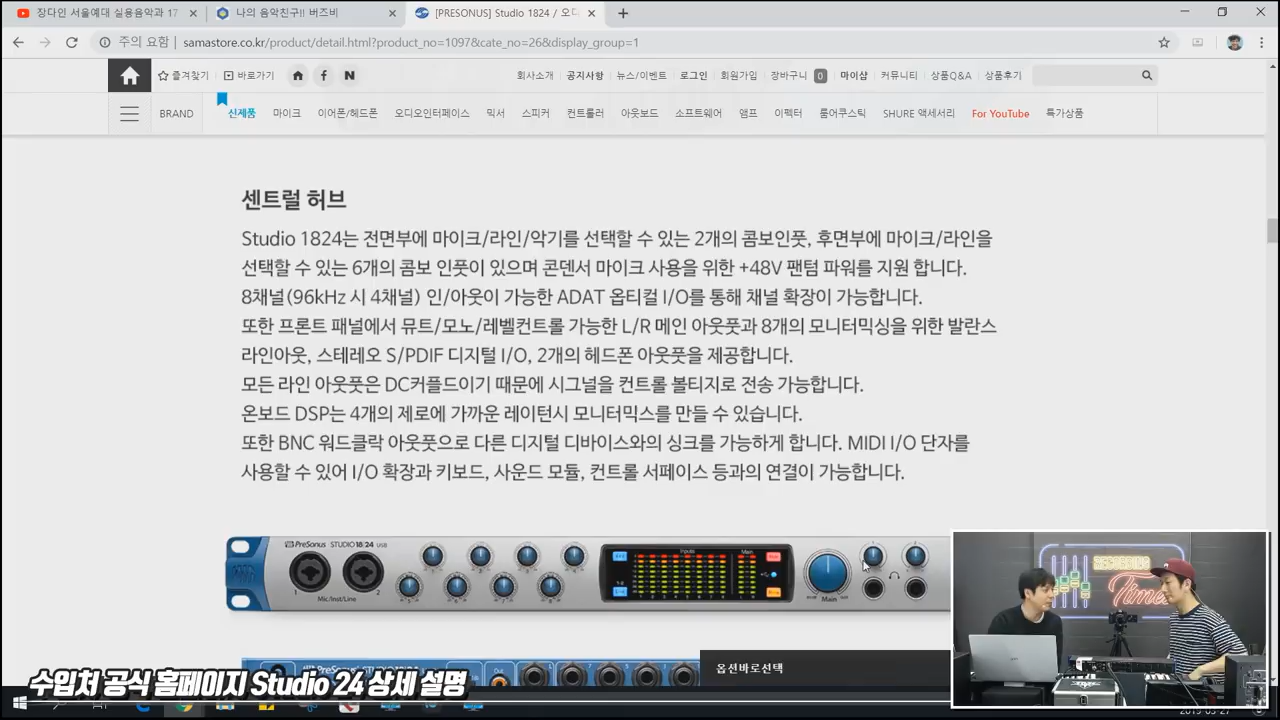 장다인 서울예대 실용음악과 17
나의 음악친구!! 버즈비
[PRESONUS] Studio 1824 / 오디
주의 요함
samastore.co.kr/product/detail.html?product_no=1097&cate_no=26&display_group=1
즐겨찾기
바로가기
회사소개 공지사항 뉴스/이벤트 로그인 회원가입 장바구니 0 마이샵 커뮤니티 상품Q&A 상품후기
BRAND 신제품 마이크 이어폰/헤드폰 오디오인터페이스 믹서 스피커 컨트롤러 아웃보드 소프트웨어 앰프 이펙터 룸어쿠스틱 SHURE 액세서리 For YouTube 특가상품
센트럴 허브
Studio 1824는 전면부에 마이크/라인/악기를 선택할 수 있는 2개의 콤보인풋, 후면부에 마이크/라인을
선택할 수 있는 6개의 콤보 인풋이 있으며 콘덴서 마이크 사용을 위한 +48V 팬텀 파워를 지원 합니다.
8채널(96kHz 시 4채널) 인/아웃이 가능한 ADAT 옵티컬 I/O를 통해 채널 확장이 가능합니다.
또한 프론트 패널에서 뮤트/모노/레벨컨트롤 가능한 L/R 메인 아웃풋과 8개의 모니터믹싱을 위한 발란스
라인아웃, 스테레오 S/PDIF 디지털 I/O, 2개의 헤드폰 아웃풋을 제공합니다.
모든 라인 아웃풋은 DC커플드이기 때문에 시그널을 컨트롤 볼티지로 전송 가능합니다.
온보드 DSP는 4개의 제로에 가까운 레이턴시 모니터믹스를 만들 수 있습니다.
또한 BNC 워드클락 아웃풋으로 다른 디지털 디바이스와의 싱크를 가능하게 합니다. MIDI I/O 단자를
사용할 수 있어 I/O 확장과 키보드, 사운드 모듈, 컨트롤 서페이스 등과의 연결이 가능합니다.
PreSonus STUDIO 18|24 USB
Inputs
Main
1
2
Mic/Inst/Line
Main
PreSonus
Out
옵션바로선택
RECORDING
Time
수입처 공식 홈페이지 Studio 24 상세 설명
2019-03-27